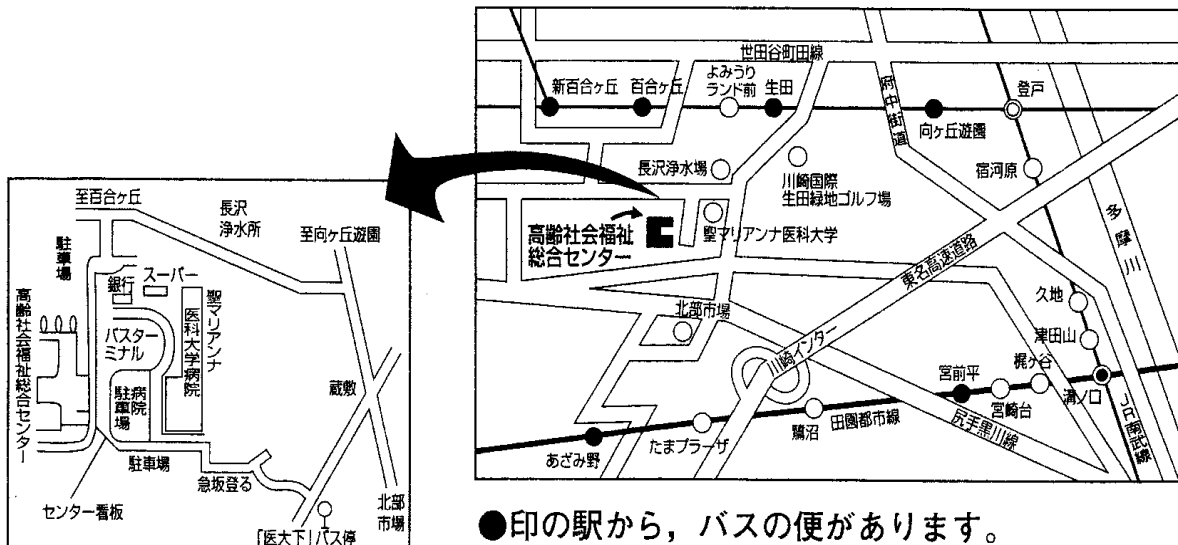 世田谷町田線
新百合ヶ丘
百合ヶ丘
よみうり
ランド前
生田
府中街道
向ヶ丘遊園
登戸
宿河原
多摩川
長沢浄水場
川崎国際
生田緑地ゴルフ場
聖マリアンナ医科大学
高齢社会福祉
総合センター
東名高速道路
北部市場
川崎インター
久地
津田山
梶ヶ谷
宮前平
宮崎台
溝ノ口
JR南武線
鷺沼
田園都市線
尻手黒川線
たまプラーザ
あざみ野
至百合ヶ丘
長沢
浄水所
至向ヶ丘遊園
駐車場
銀行
スーパー
高齢社会福祉総合センター
バスター
ミナル
聖マリアンナ
医科大学病院
病院
駐車場
蔵敷
駐車場
急坂登る
センター看板
北部
市場
「医大下」バス停
●印の駅から，バスの便があります。